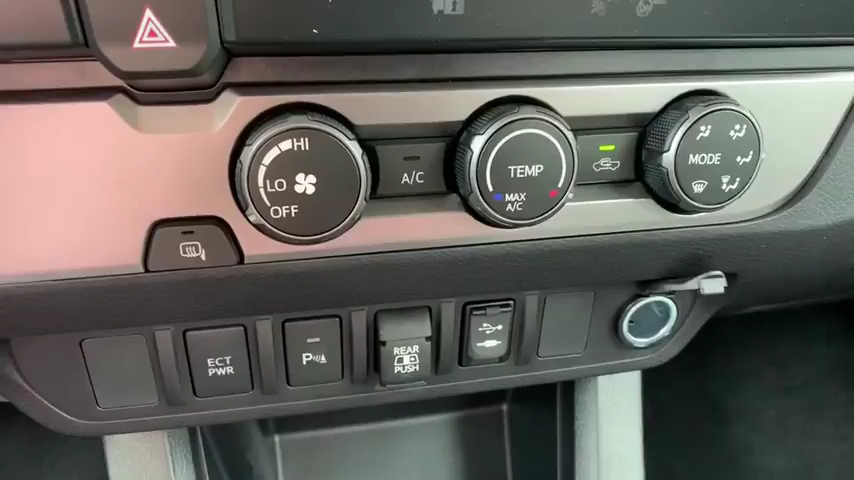 HI
LO
OFF
A/C
TEMP
MAX
A/C
MODE
ECT
PWR
P
REAR
PUSH